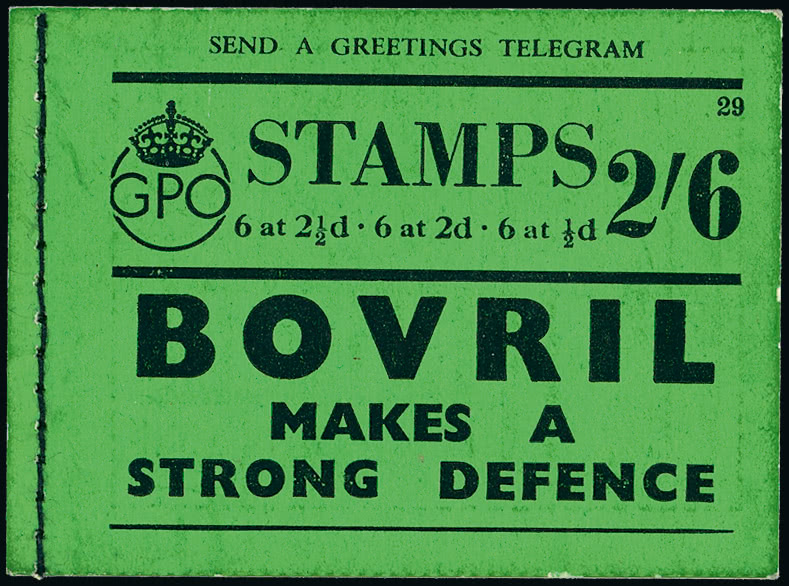 SEND A GREETINGS TELEGRAM
29
GPO
STAMPS 2/6
6 at 2½d · 6 at 2d · 6 at ½d
BOVRIL
MAKES A
STRONG DEFENCE